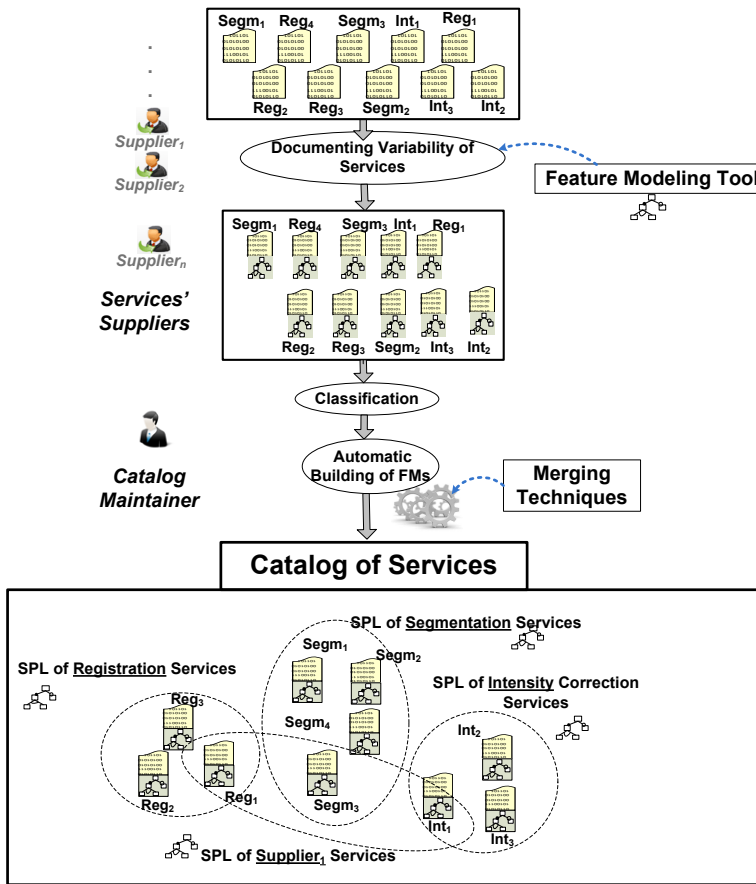 Segm₁ Reg₄ Segm₃ Int₁ Reg₁
Reg₂ Reg₃ Segm₂ Int₃ Int₂
Supplier₁
Supplier₂
Supplierₙ
Services'
Suppliers
Documenting Variability of
Services
Feature Modeling Tool
Segm₁ Reg₄ Segm₃ Int₁ Reg₁
Reg₂ Reg₃ Segm₂ Int₃ Int₂
Classification
Catalog
Maintainer
Automatic
Building of FMs
Merging
Techniques
Catalog of Services
SPL of Segmentation Services
Segm₁
Segm₂
Segm₄
Segm₃
SPL of Registration Services
Reg₃
Reg₂
Reg₁
SPL of Intensity Correction
Services
Int₂
Int₁
Int₃
SPL of Supplier₁ Services